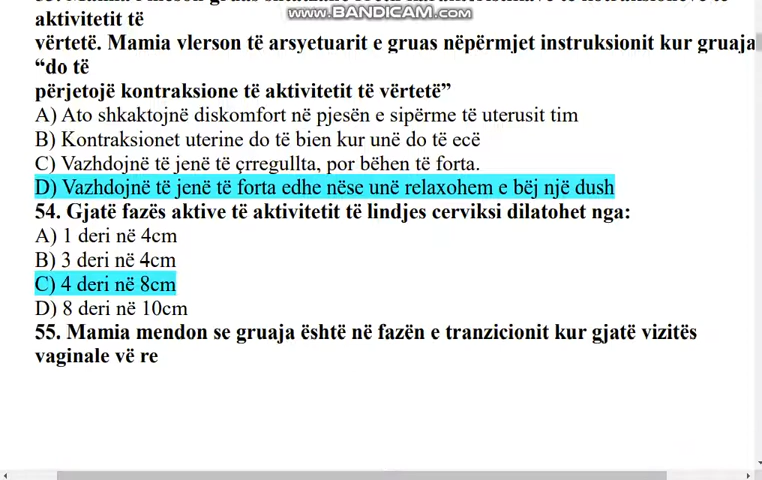 www.BANDICAM.com
aktivitetit të
vërtetë. Mamia vlerson të arsyetuarit e gruas nëpërmjet instruksionit kur gruaja
“do të
përjetojë kontraksione të aktivitetit të vërtetë”
A) Ato shkaktojnë diskomfort në pjesën e sipërme të uterusit tim
B) Kontraksionet uterine do të bien kur unë do të ecë
C) Vazhdojnë të jenë të çrregullta, por bëhen të forta.
D) Vazhdojnë të jenë të forta edhe nëse unë relaxohem e bëj një dush
54. Gjatë fazës aktive të aktivitetit të lindjes cerviksi dilatohet nga:
A) 1 deri në 4cm
B) 3 deri në 4cm
C) 4 deri në 8cm
D) 8 deri në 10cm
55. Mamia mendon se gruaja është në fazën e tranzicionit kur gjatë vizitës
vaginale vë re